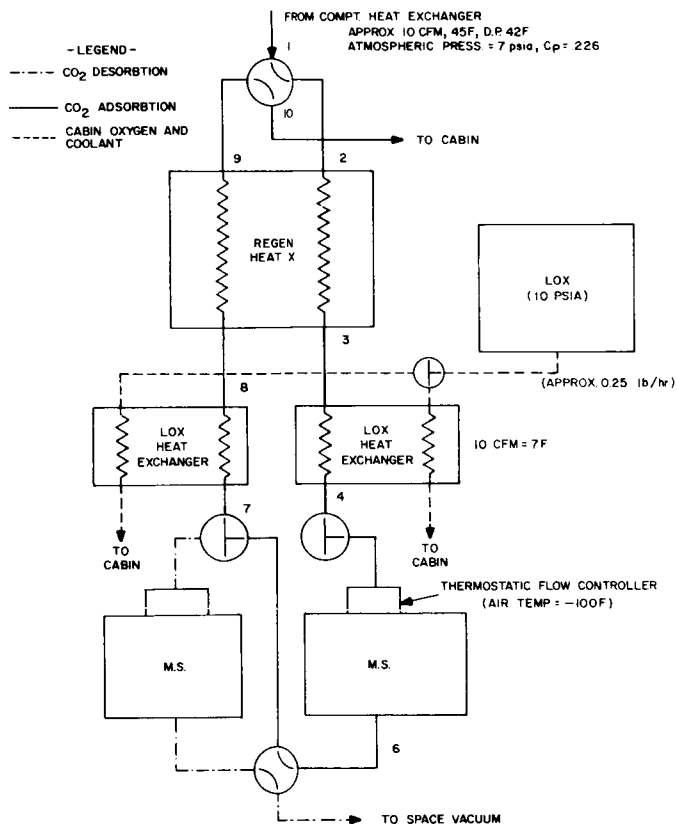 FROM COMPT. HEAT EXCHANGER
APPROX 10 CFM, 45F, D.P. 42F
ATMOSPHERIC PRESS. = 7 psia, Cp = .226
1
- LEGEND -
CO2 DESORBTION
CO2 ADSORBTION
CABIN OXYGEN AND
COOLANT
10
TO CABIN
9
2
REGEN
HEAT X
LOX
(10 PSIA)
3
8
(APPROX. 0.25 lb/hr)
LOX
HEAT
EXCHANGER
LOX
HEAT
EXCHANGER
10 CFM = 7F
7
4
TO
CABIN
TO
CABIN
THERMOSTATIC FLOW CONTROLLER
(AIR TEMP = -100F)
M.S.
M.S.
6
TO SPACE VACUUM